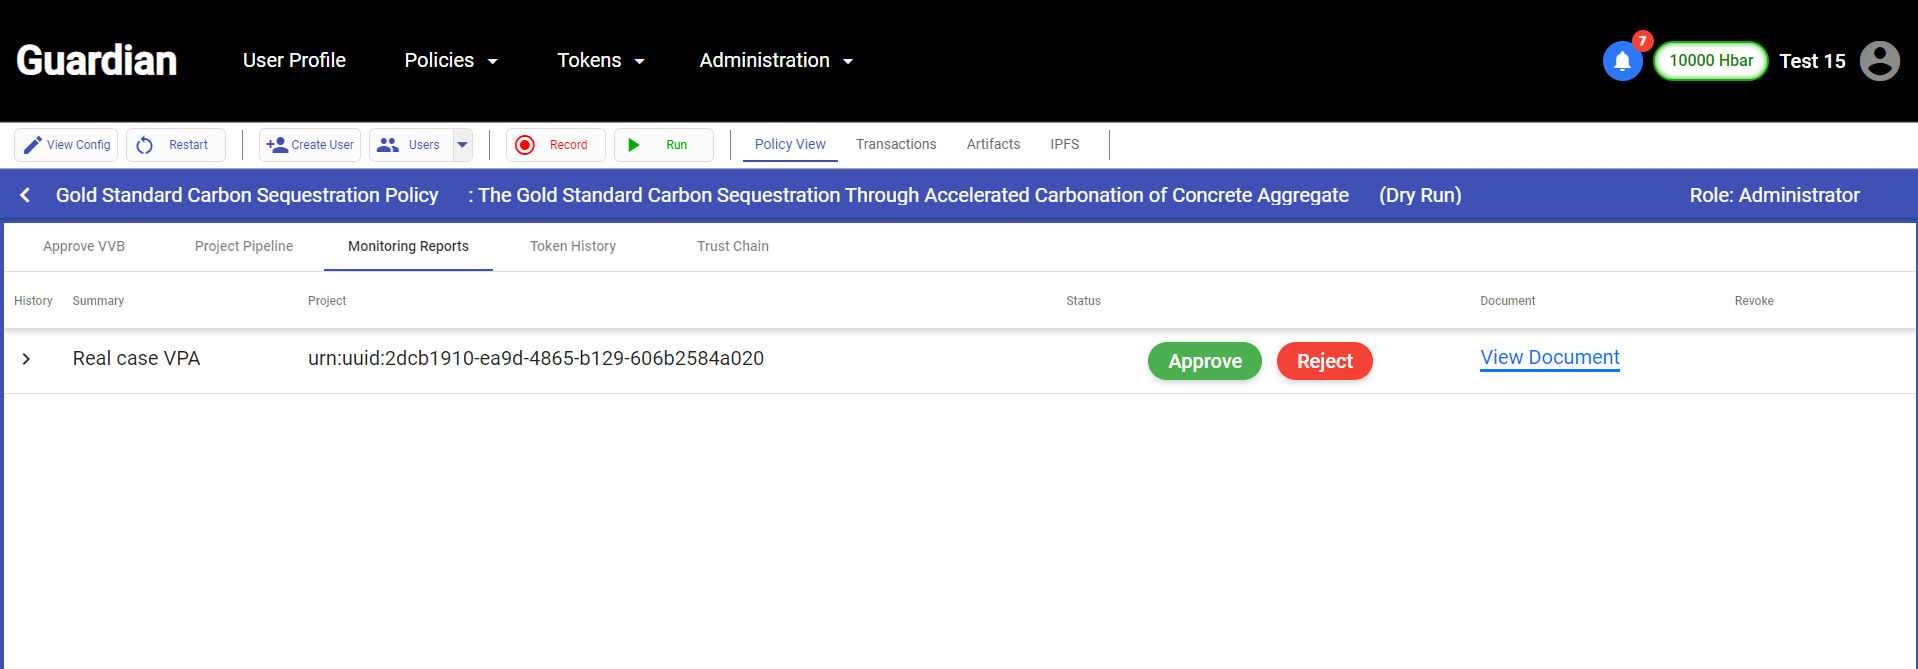 Guardian User Profile Policies Tokens Administration 7 10000 Hbar Test 15
View Config Restart Create User Users Record Run Policy View Transactions Artifacts IPFS
Gold Standard Carbon Sequestration Policy : The Gold Standard Carbon Sequestration Through Accelerated Carbonation of Concrete Aggregate (Dry Run) Role: Administrator
Approve VVB Project Pipeline Monitoring Reports Token History Trust Chain
History Summary Project Status Document Revoke
Real case VPA urn:uuid:2dcb1910-ea9d-4865-b129-606b2584a020 Approve Reject View Document